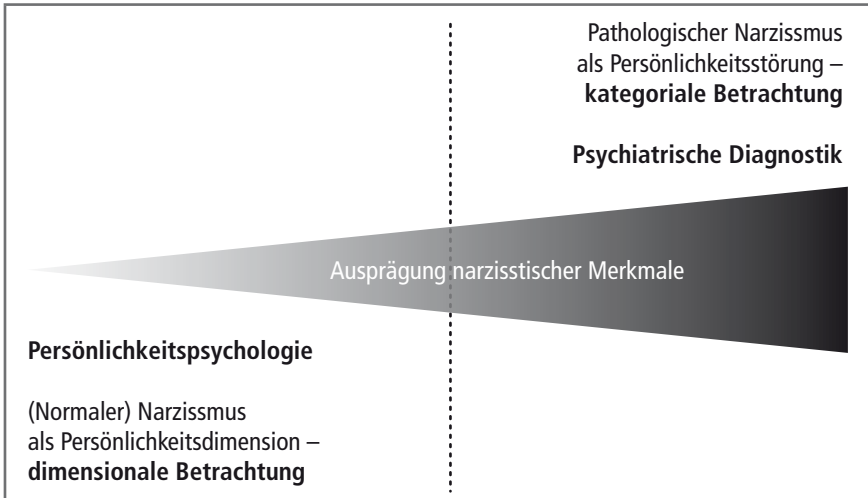 Pathologischer Narzissmus
als Persönlichkeitsstörung –
kategoriale Betrachtung
Psychiatrische Diagnostik
Ausprägung narzisstischer Merkmale
Persönlichkeitspsychologie
(Normaler) Narzissmus
als Persönlichkeitsdimension –
dimensionale Betrachtung